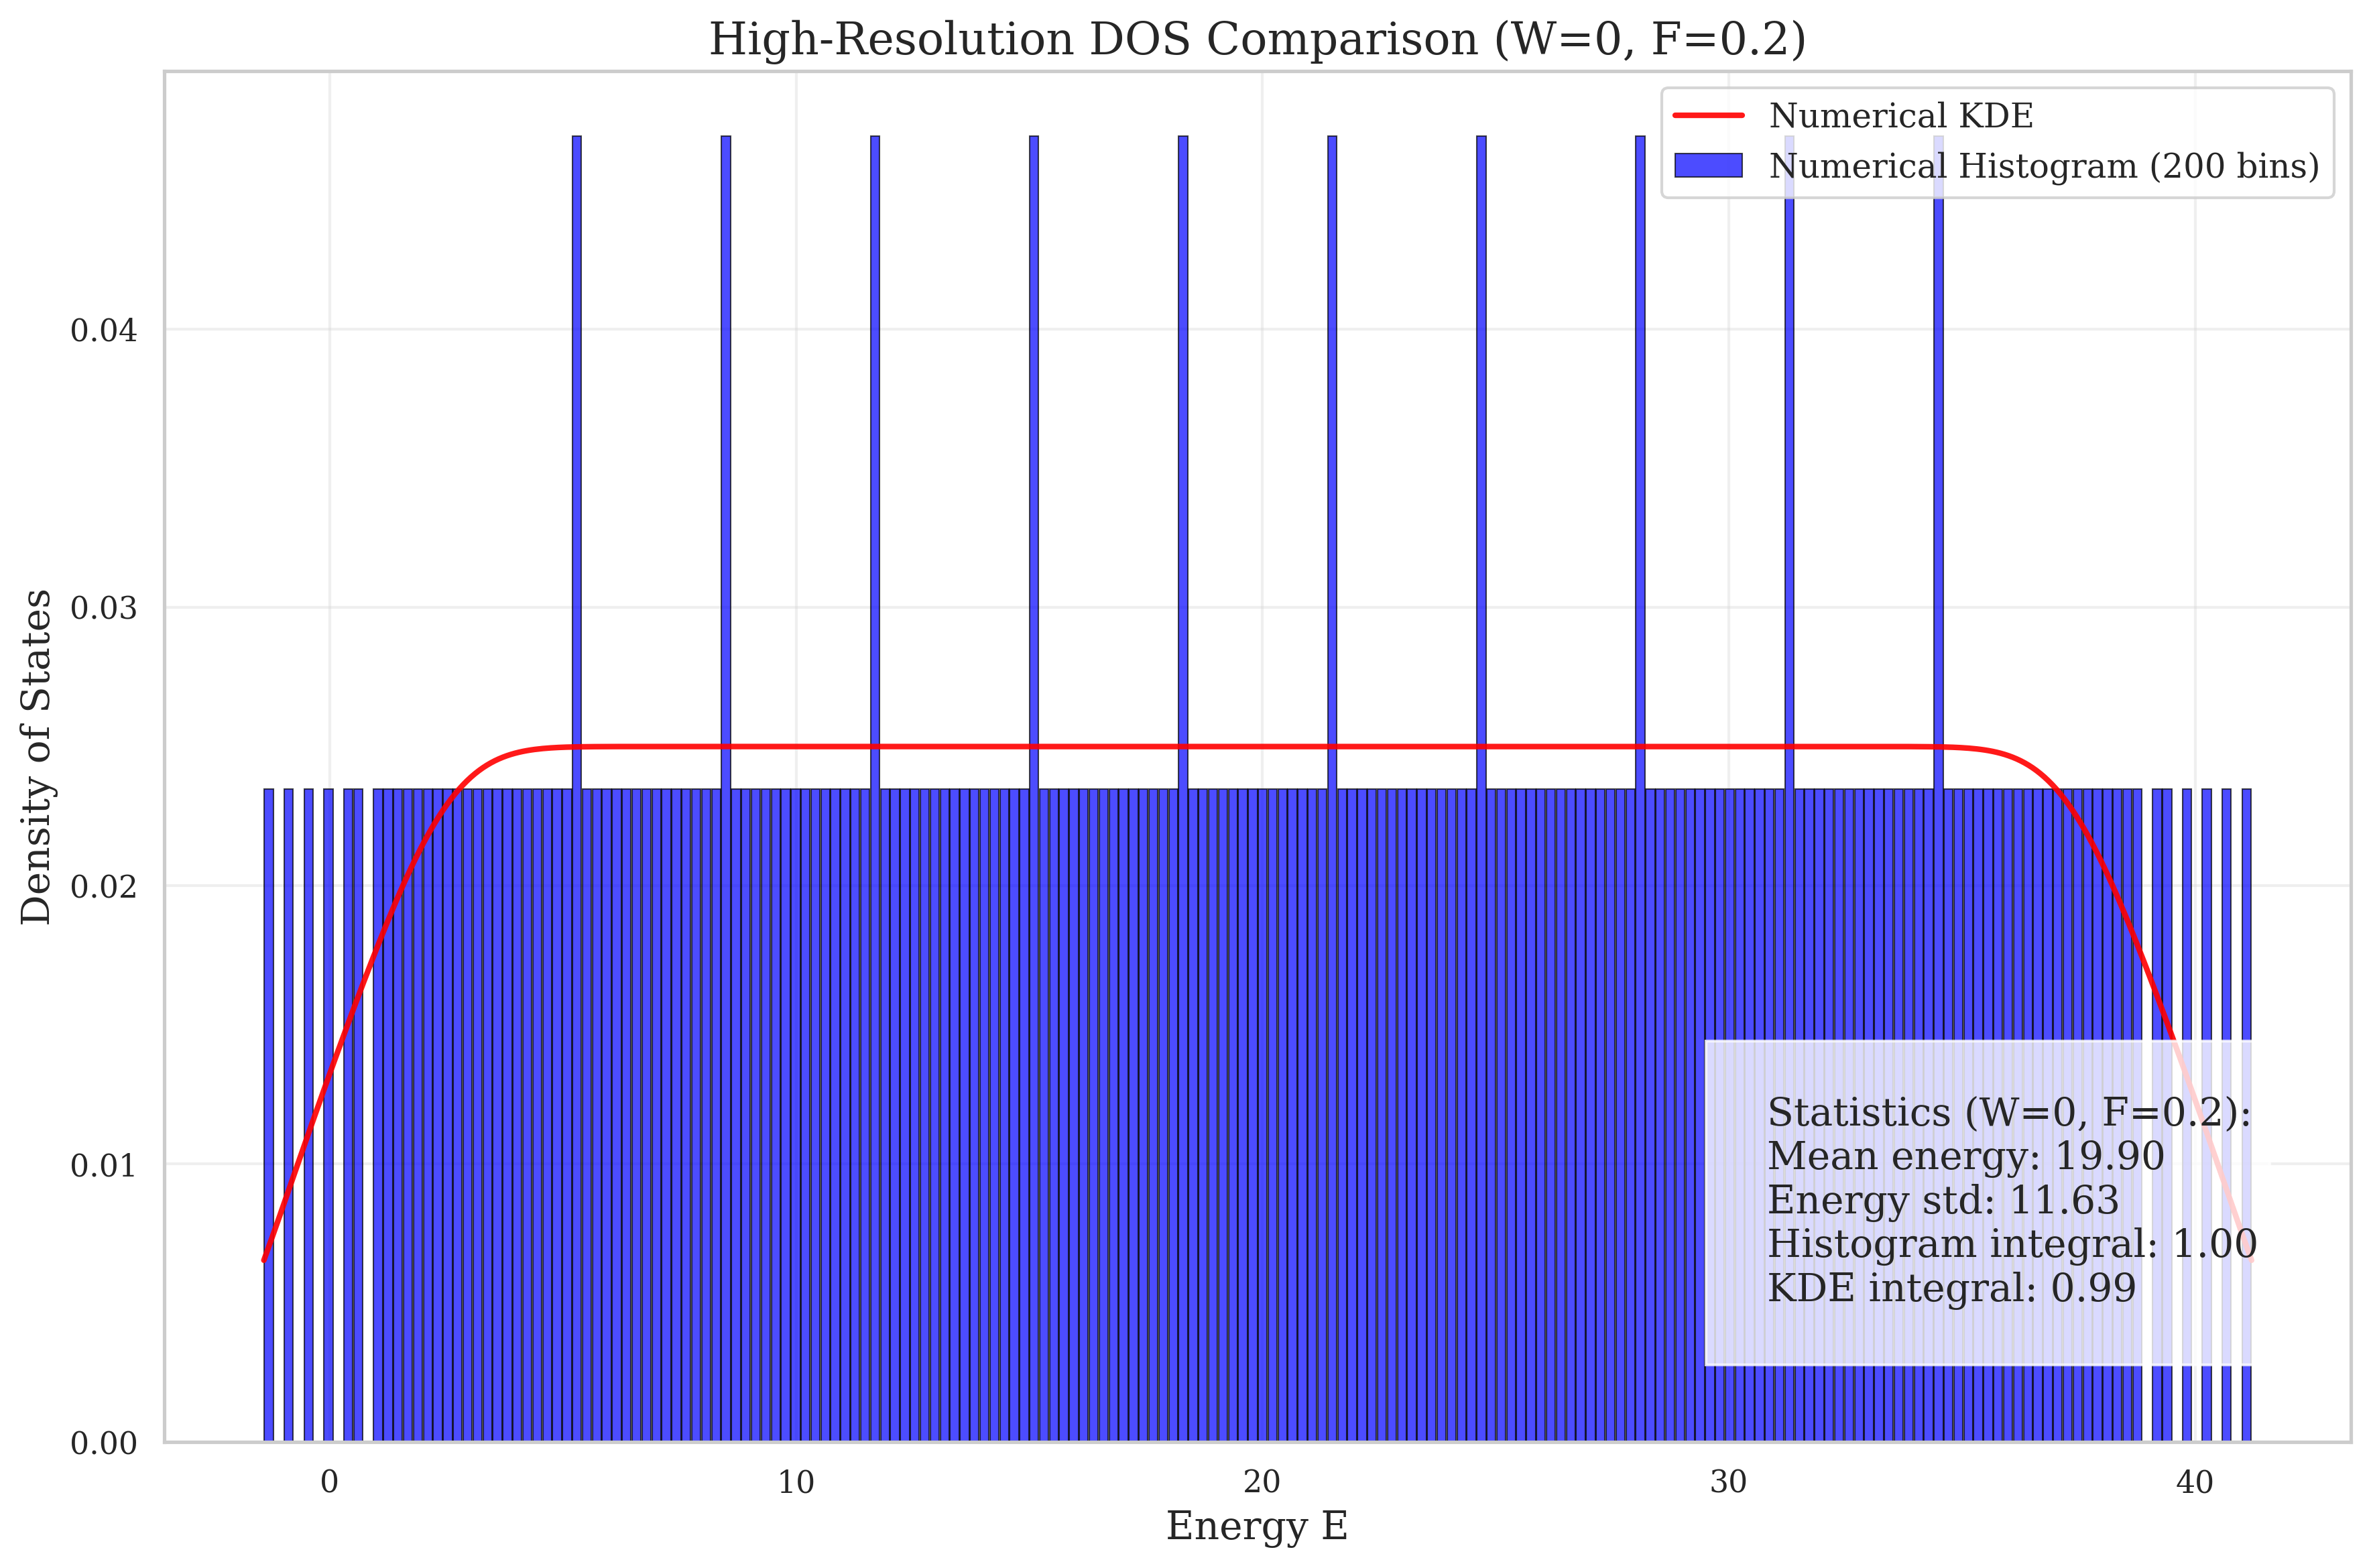 High-Resolution DOS Comparison (W=0, F=0.2)
Numerical KDE
Numerical Histogram (200 bins)
Density of States
0.04
0.03
0.02
0.01
0.00
Statistics (W=0, F=0.2):
Mean energy: 19.90
Energy std: 11.63
Histogram integral: 1.00
KDE integral: 0.99
0 10 20 30 40
Energy E